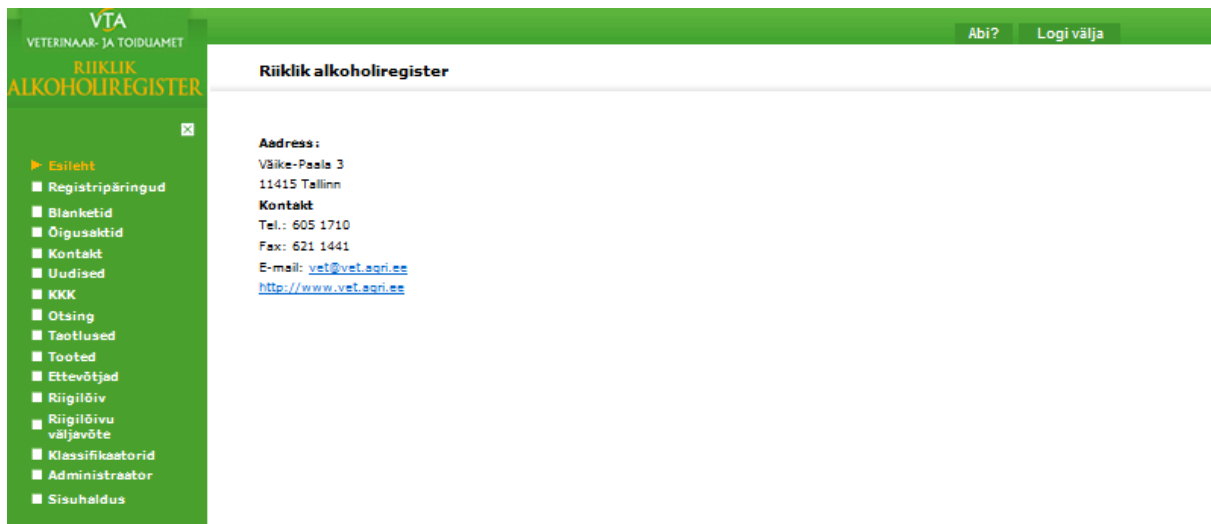 VTA
VETERINAAR- JA TOIDUAMET
RIIKLIK
ALKOHOLIREGISTER
Abi?
Logi välja
Riiklik alkoholiregister
Esileht
Registripäringud
Blanketid
Õigusaktid
Kontakt
Uudised
KKK
Otsing
Taotlused
Tooted
Ettevõtjad
Riigilõiv
Riigilõivu
väljavõte
Klassifikaatorid
Administraator
Sisuhaldus
Aadress:
Väike-Paala 3
11415 Tallinn
Kontakt
Tel.: 605 1710
Fax: 621 1441
E-mail: vet@vet.agri.ee
http://www.vet.agri.ee